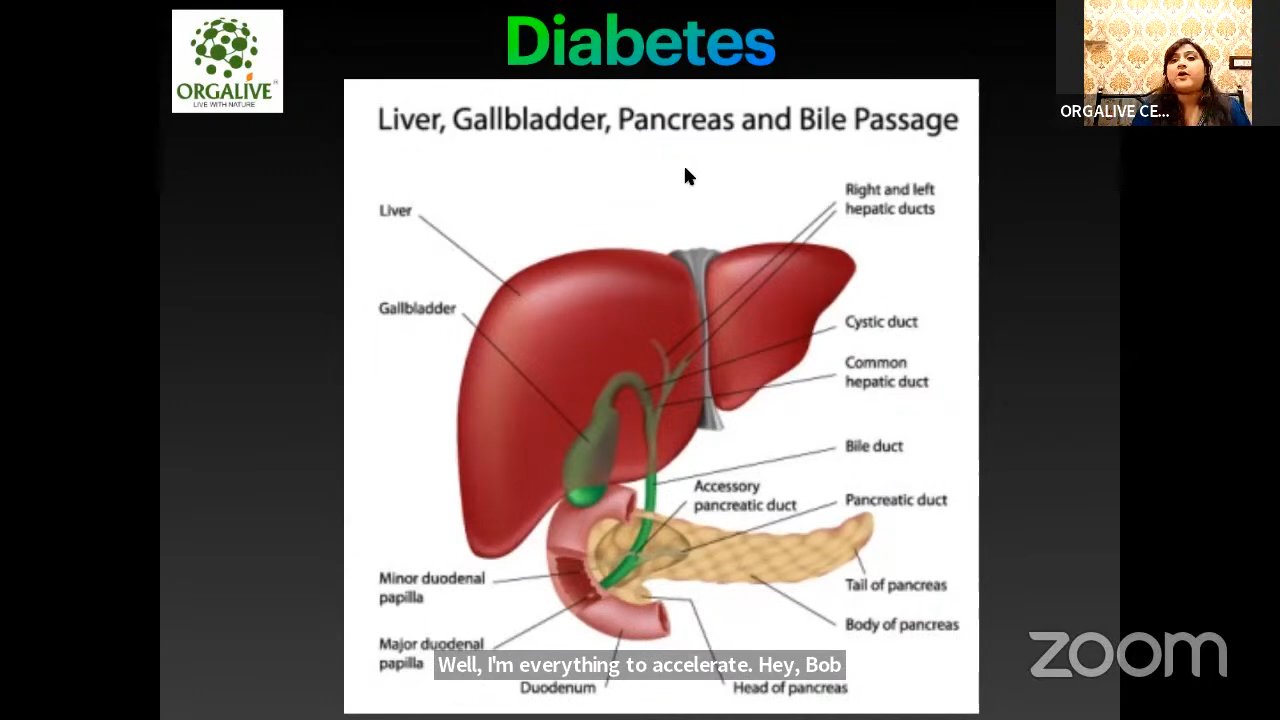 Diabetes
ORGALIVE
LIVE WITH NATURE
ORGALIVE CE...
Liver, Gallbladder, Pancreas and Bile Passage
Right and left
hepatic ducts
Liver
Gallbladder
Cystic duct
Common
hepatic duct
Bile duct
Accessory
pancreatic duct
Pancreatic duct
Minor duodenal
papilla
Tail of pancreas
Body of pancreas
Major duodenal
papilla
Well, I'm everything to accelerate. Hey, Bob
Duodenum
Head of pancreas
zoom